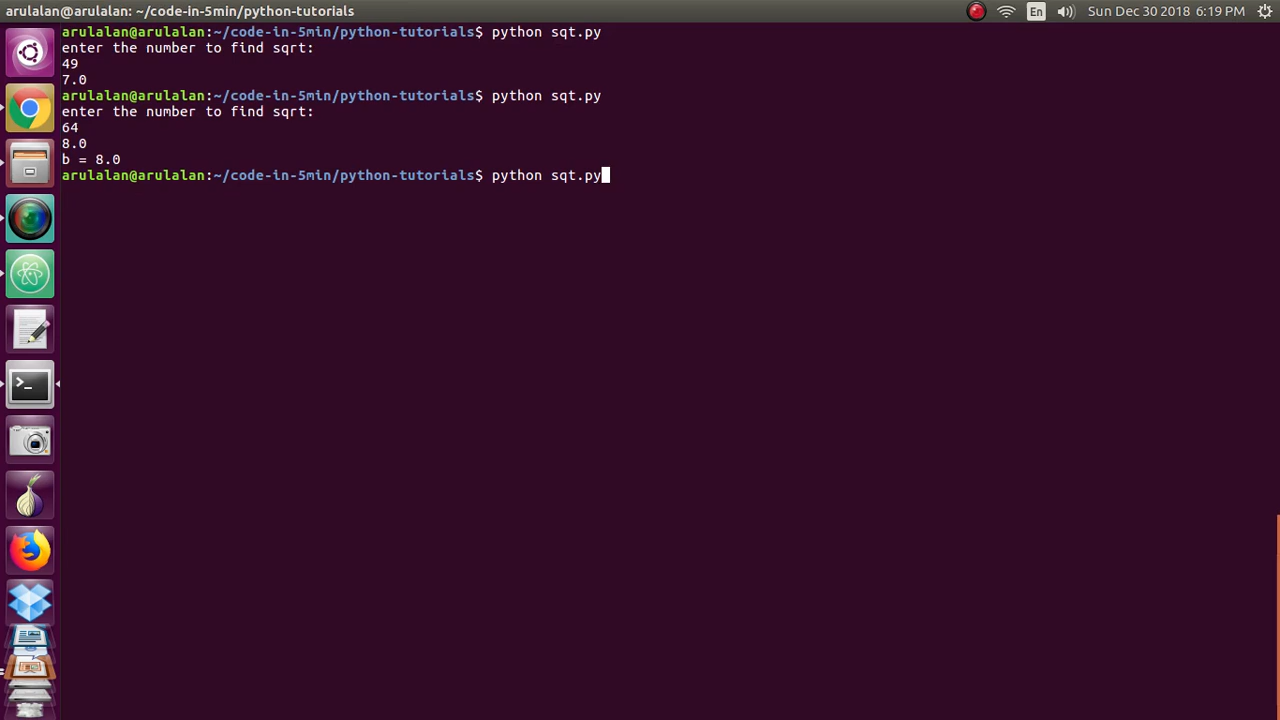 arulalan@arulalan: ~/code-in-5min/python-tutorials
En
Sun Dec 30 2018 6:19 PM
arulalan@arulalan:~/code-in-5min/python-tutorials$ python sqt.py
enter the number to find sqrt:
49
7.0
arulalan@arulalan:~/code-in-5min/python-tutorials$ python sqt.py
enter the number to find sqrt:
64
8.0
b = 8.0
arulalan@arulalan:~/code-in-5min/python-tutorials$ python sqt.py